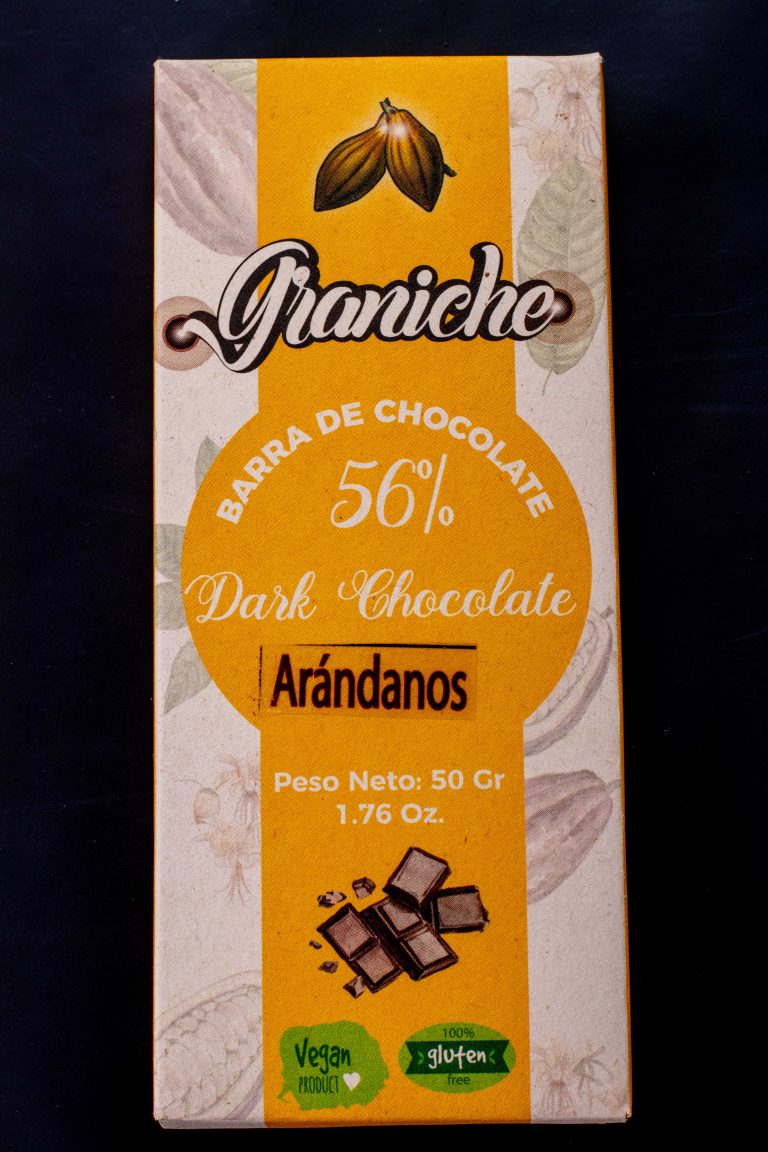 Graniche
BARRA DE CHOCOLATE
56%
Dark Chocolate
Arándanos
Peso Neto: 50 Gr
1.76 Oz.
Vegan
PRODUCT
100%
gluten
free